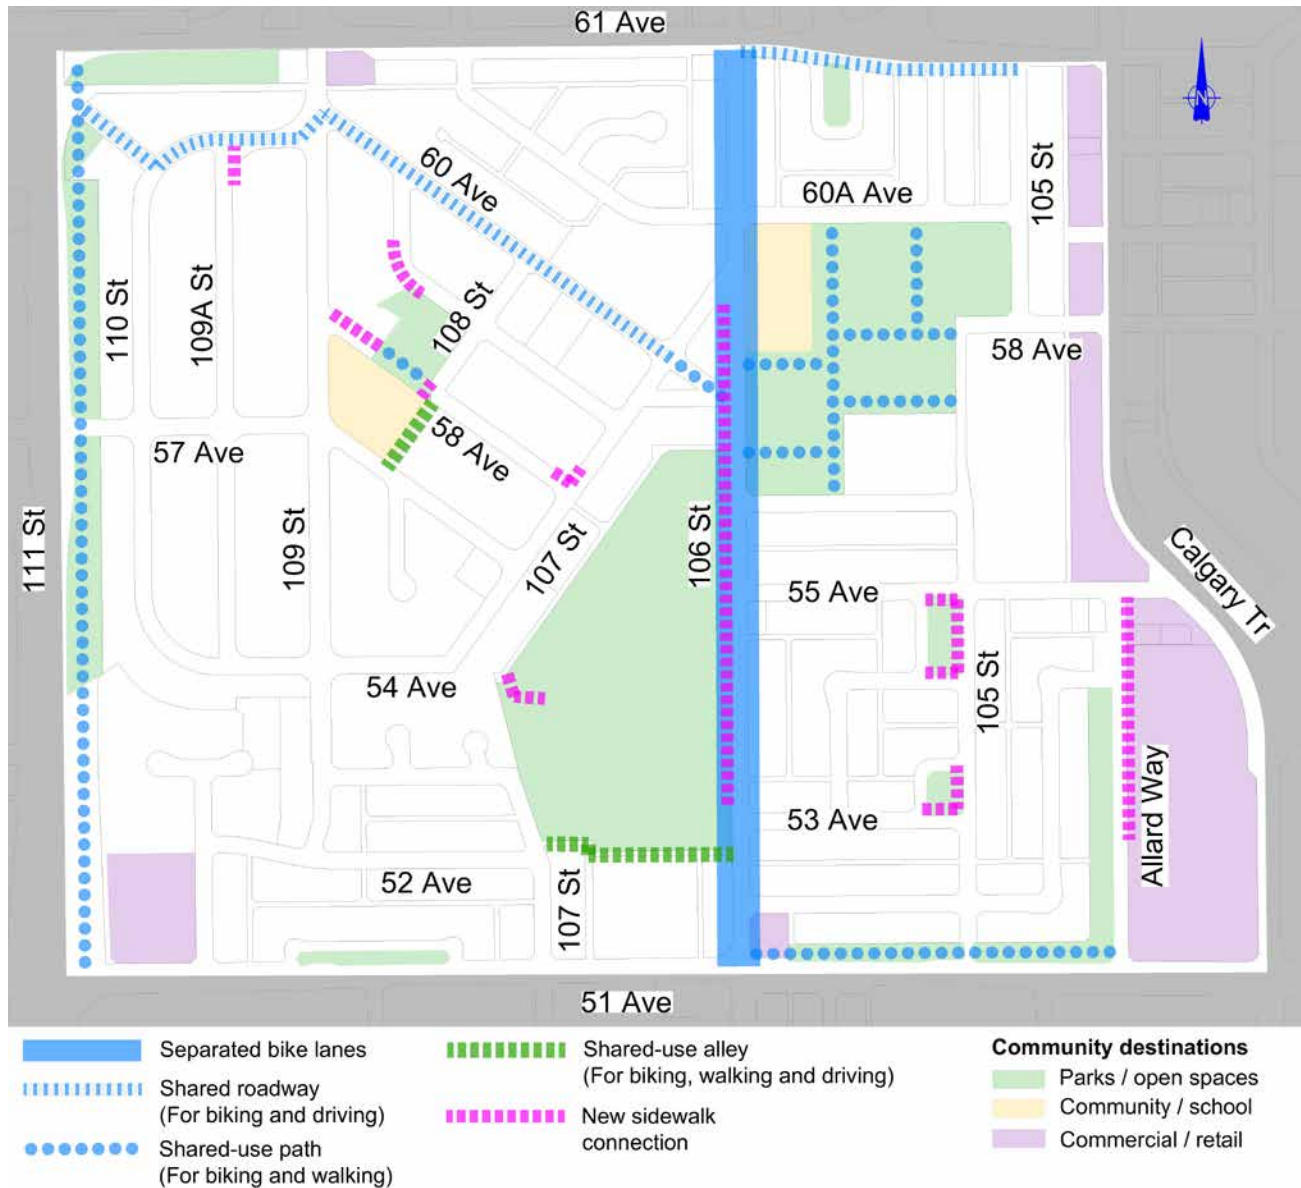 61 Ave
N
60 Ave
60A Ave
105 St
110 St
109A St
108 St
58 Ave
57 Ave
58 Ave
111 St
109 St
107 St
106 St
55 Ave
Calgary Tr
54 Ave
105 St
53 Ave
Allard Way
52 Ave
107 St
51 Ave
Separated bike lanes
Shared roadway
(For biking and driving)
Shared-use path
(For biking and walking)
Shared-use alley
(For biking, walking and driving)
New sidewalk
connection
Community destinations
Parks / open spaces
Community / school
Commercial / retail